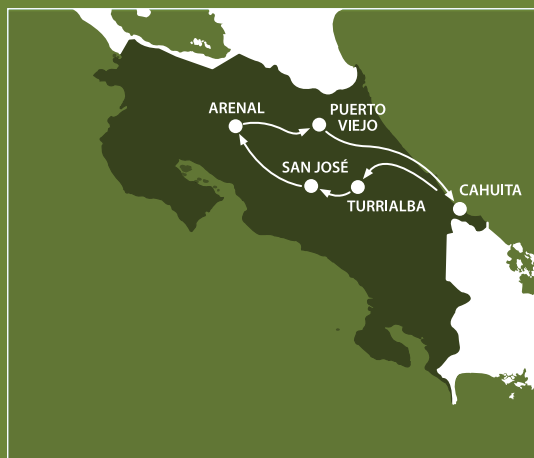 ARENAL
PUERTO
VIEJO
SAN JOSÉ
TURRIALBA
CAHUITA